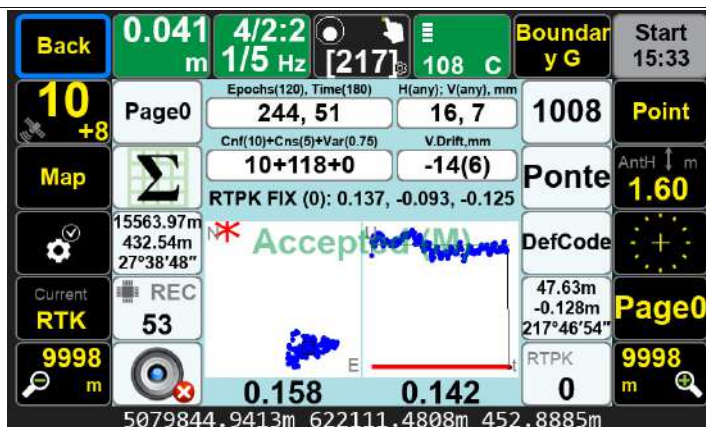 Back
0.041
m
4/2:2
1/5 Hz
[217]
108 C
Boundar
y G
Start
15:33
10
+8
Page0
Epochs(120), Time(180)
244, 51
H(any); V(any), mm
16, 7
1008
Point
Map
Σ
Cnf(10)+Cns(5)+Var(0.75)
10+118+0
V.Drift,mm
-14(6)
Ponte
AntH m
1.60
RTPK FIX (0): 0.137, -0.093, -0.125
15563.97m
432.54m
27°38'48"
N
Accepted (M)
U
E
t
DefCode
Current
RTK
REC
53
47.63m
-0.128m
217°46'54"
Page0
9998
m
0.158
0.142
RTPK
0
9998
m
5079844.9413m 622111.4808m 452.8885m